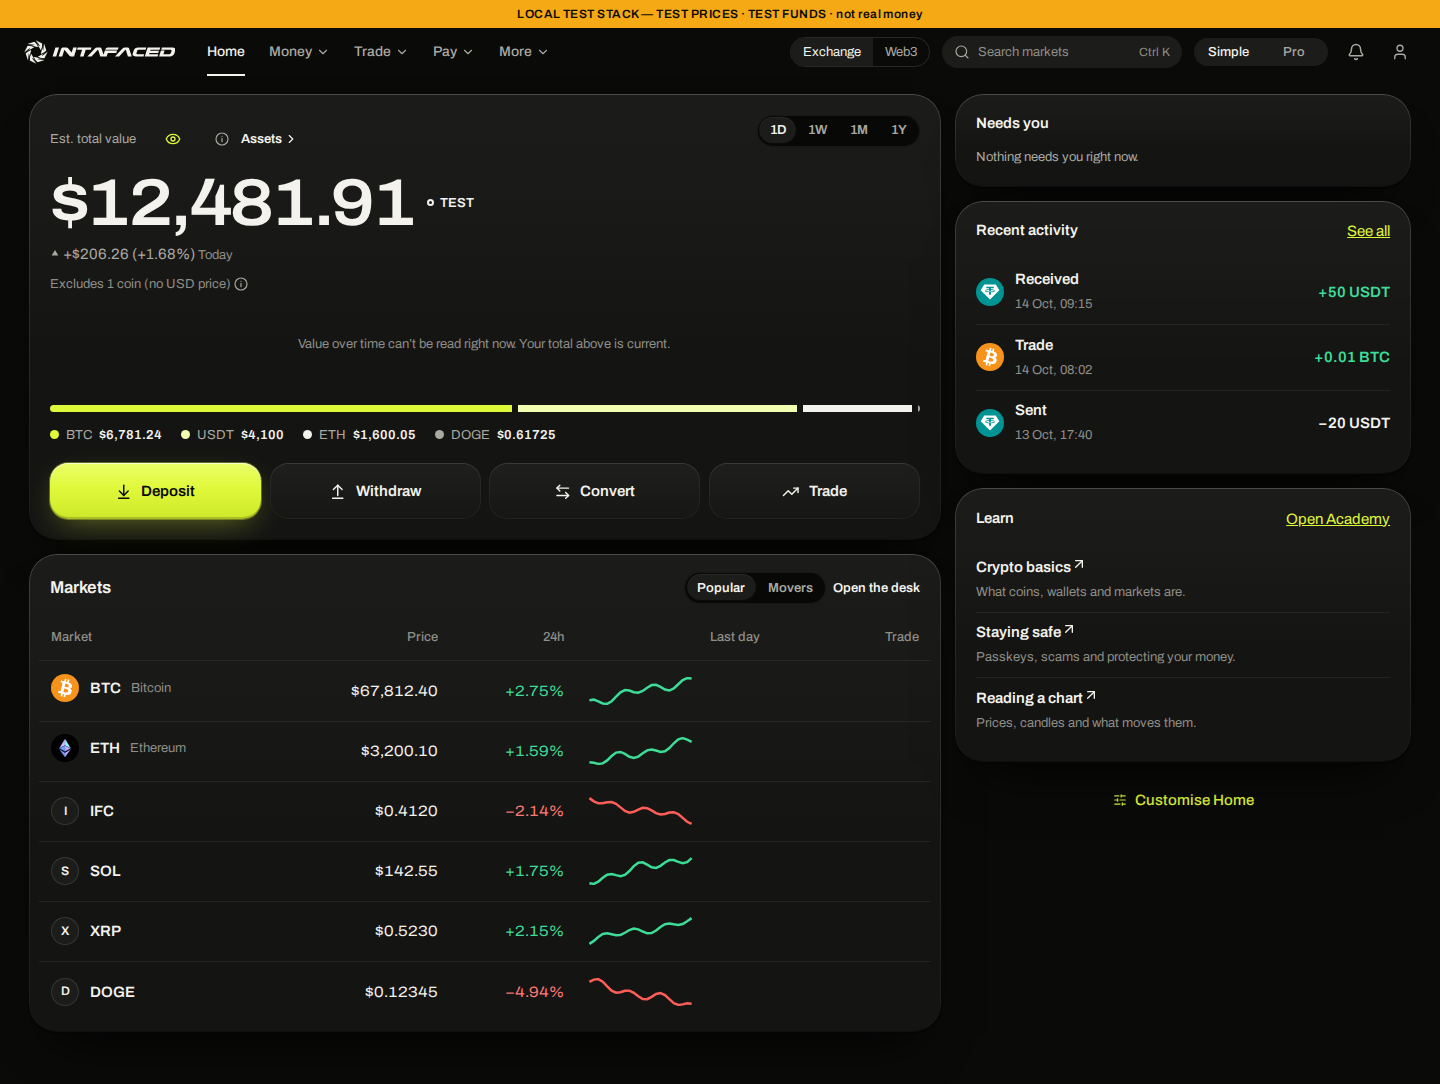 LOCAL TEST STACK — TEST PRICES · TEST FUNDS · not real money
INTAFACED
Home
Money
Trade
Pay
More
Exchange
Web3
Search markets
Ctrl K
Simple
Pro
Est. total value
Assets
1D
1W
1M
1Y
$12,481.91
TEST
+$206.26 (+1.68%) Today
Excludes 1 coin (no USD price)
Value over time can't be read right now. Your total above is current.
BTC $6,781.24
USDT $4,100
ETH $1,600.05
DOGE $0.61725
Deposit
Withdraw
Convert
Trade
Markets
Popular
Movers
Open the desk
Market Price 24h Last day Trade
BTC Bitcoin $67,812.40 +2.75%
ETH Ethereum $3,200.10 +1.59%
I IFC $0.4120 −2.14%
S SOL $142.55 +1.75%
X XRP $0.5230 +2.15%
D DOGE $0.12345 −4.94%
Needs you
Nothing needs you right now.
Recent activity
See all
Received
14 Oct, 09:15
+50 USDT
Trade
14 Oct, 08:02
+0.01 BTC
Sent
13 Oct, 17:40
−20 USDT
Learn
Open Academy
Crypto basics
What coins, wallets and markets are.
Staying safe
Passkeys, scams and protecting your money.
Reading a chart
Prices, candles and what moves them.
Customise Home